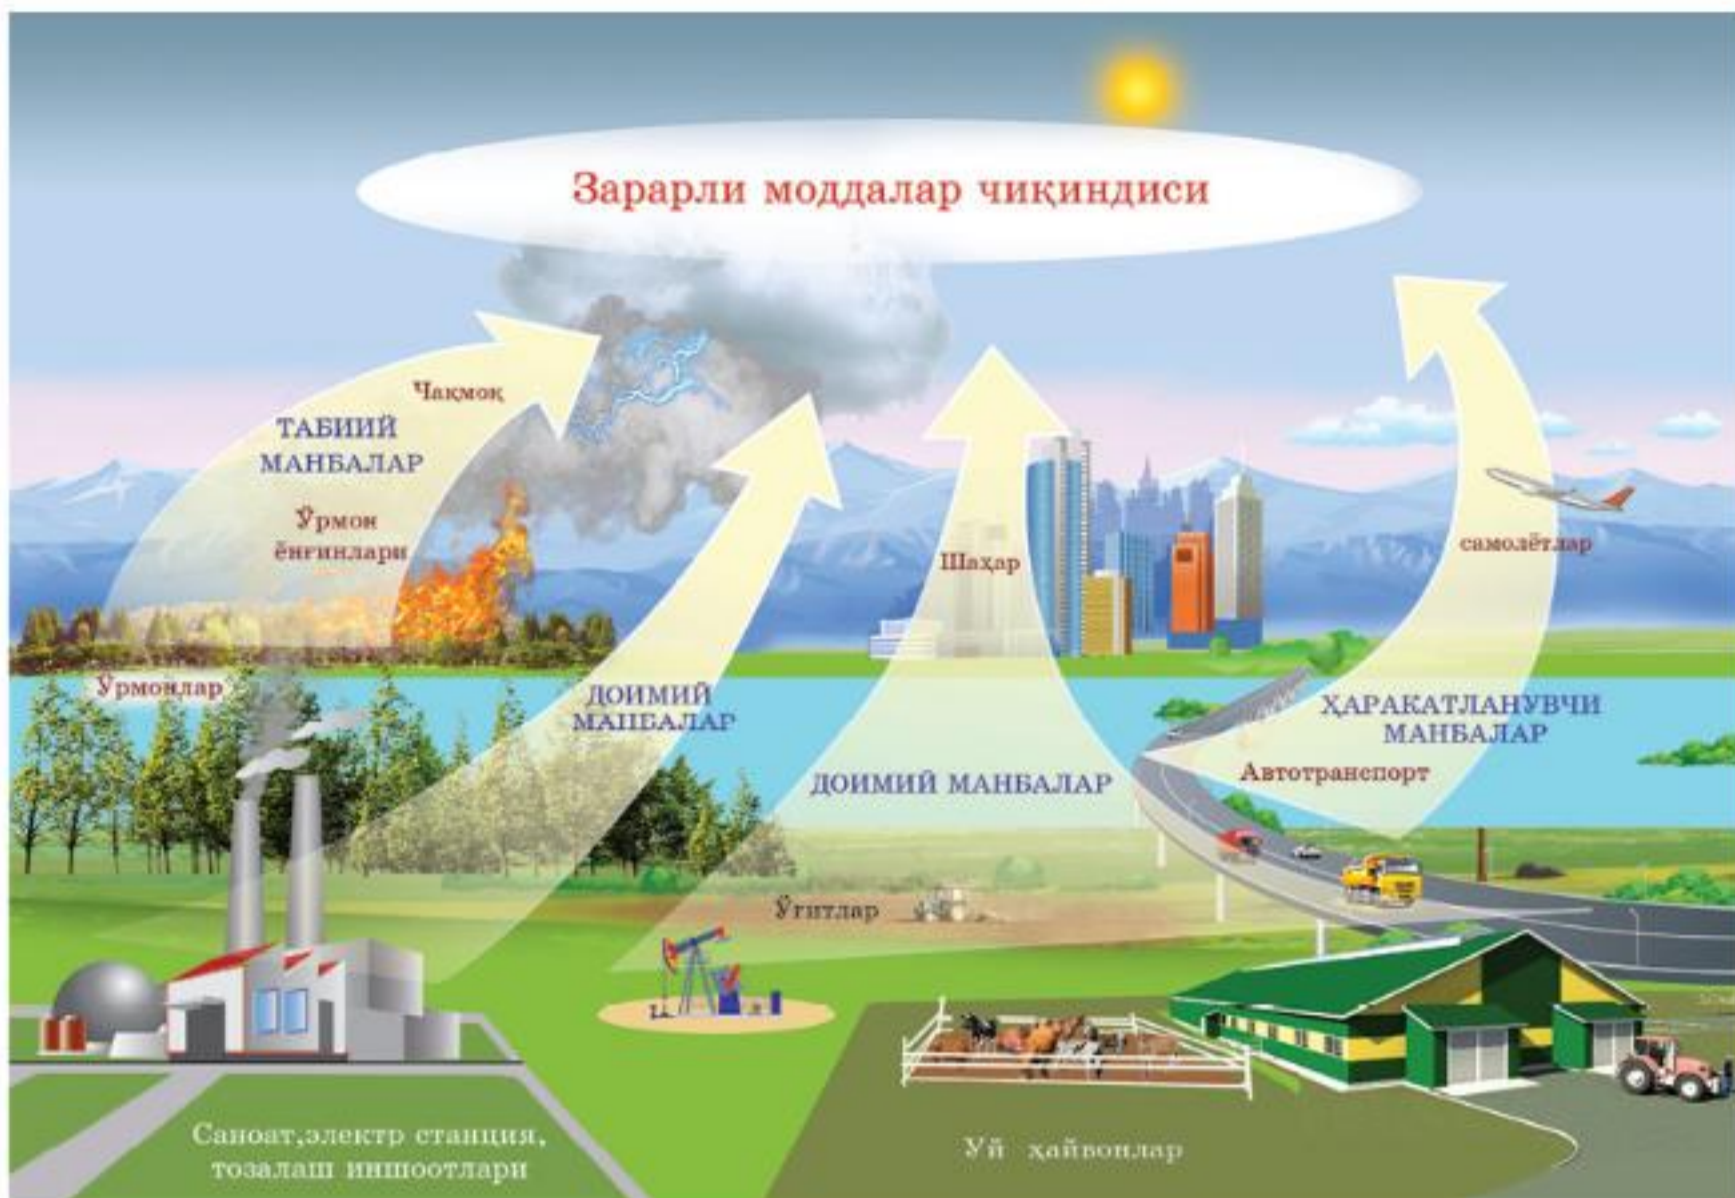 Зарарли моддалар чиқиндиси
Чақмоқ
ТАБИИЙ
МАНБАЛАР
Ўрмон
ёнғинлари
Шаҳар
самолётлар
Ўрмонлар
ДОИМИЙ
МАНБАЛАР
ҲАРАКАТЛАНУВЧИ
МАНБАЛАР
Автотранспорт
ДОИМИЙ МАНБАЛАР
Ўғитлар
Саноат,электр станция,
тозалаш иншоотлари
Уй ҳайвонлар